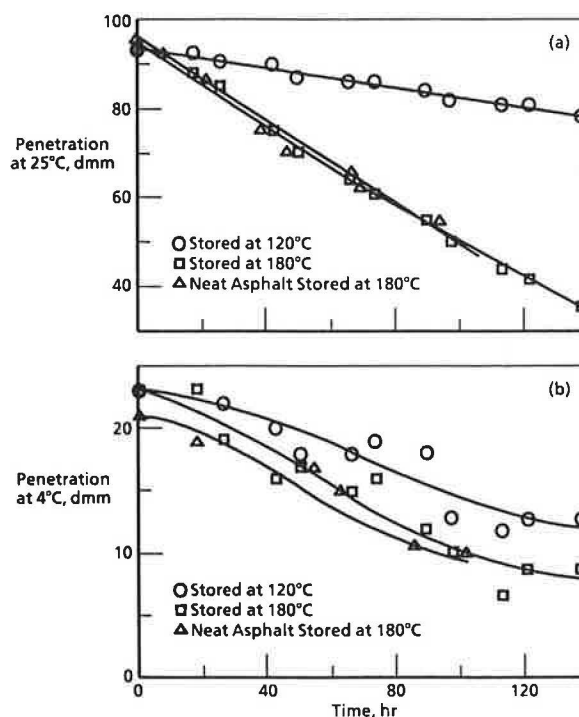 100
(a)
80
Penetration
at 25°C, dmm
60
Stored at 120°C
Stored at 180°C
40
Neat Asphalt Stored at 180°C
(b)
20
Penetration
at 4°C, dmm
10
Stored at 120°C
Stored at 180°C
Neat Asphalt Stored at 180°C
0
0 40 80 120
Time, hr